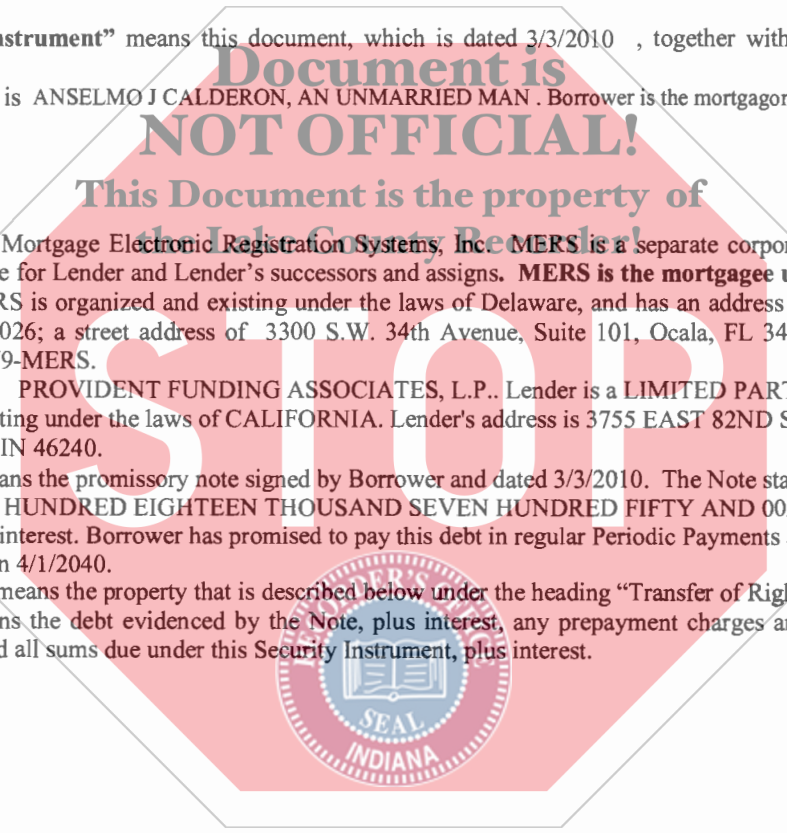 nstrument” means this document, which is dated 3/3/2010 , together with
Document is
is ANSELMO J CALDERON, AN UNMARRIED MAN . Borrower is the mortgagor
NOT OFFICIAL!
This Document is the property of
the Lake County Recorder!
Mortgage Electronic Registration Systems, Inc. MERS is a separate corpor
e for Lender and Lender’s successors and assigns. MERS is the mortgagee u
RS is organized and existing under the laws of Delaware, and has an address
026; a street address of 3300 S.W. 34th Avenue, Suite 101, Ocala, FL 34
9-MERS.
STOP
PROVIDENT FUNDING ASSOCIATES, L.P.. Lender is a LIMITED PART
ting under the laws of CALIFORNIA. Lender's address is 3755 EAST 82ND S
IN 46240.
ans the promissory note signed by Borrower and dated 3/3/2010. The Note sta
HUNDRED EIGHTEEN THOUSAND SEVEN HUNDRED FIFTY AND 00
interest. Borrower has promised to pay this debt in regular Periodic Payments
n 4/1/2040.
means the property that is described below under the heading “Transfer of Righ
ns the debt evidenced by the Note, plus interest, any prepayment charges an
d all sums due under this Security Instrument, plus interest.
RECORDER'S OFFICE
SEAL
INDIANA